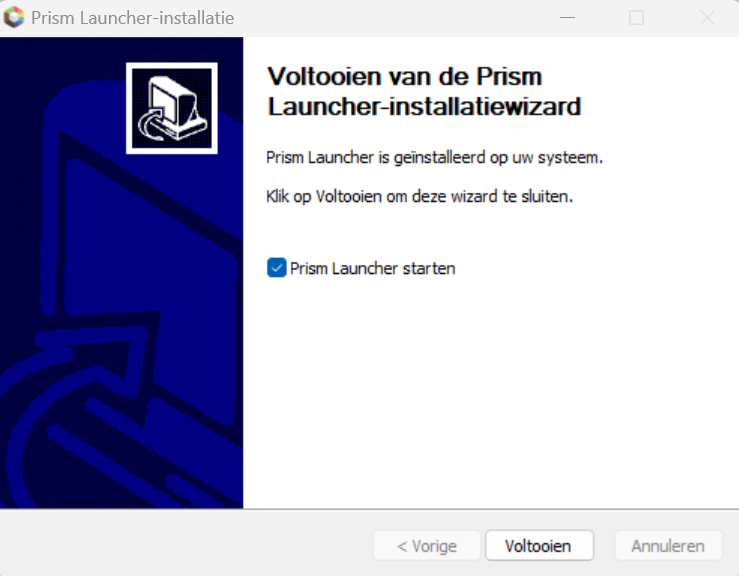 Prism Launcher-installatie
Voltooien van de Prism
Launcher-installatiewizard
Prism Launcher is geïnstalleerd op uw systeem.
Klik op Voltooien om deze wizard te sluiten.
Prism Launcher starten
< Vorige
Voltooien
Annuleren